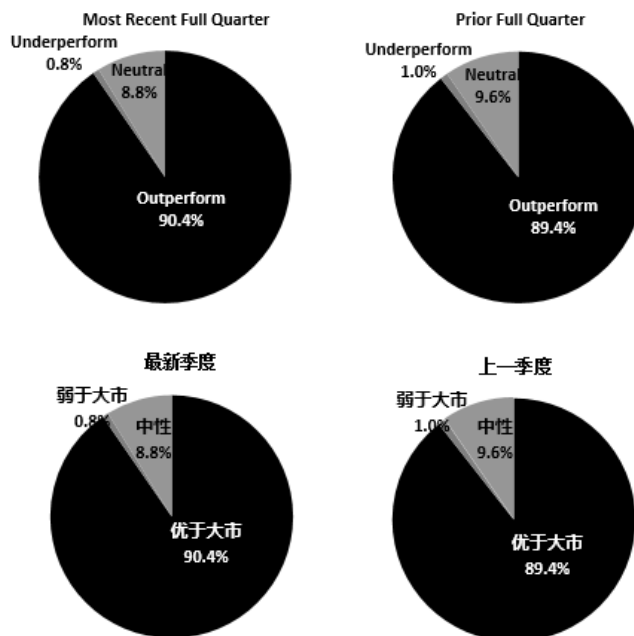 Most Recent Full Quarter
Underperform
0.8%
Neutral
8.8%
Outperform
90.4%
Prior Full Quarter
Underperform
1.0%
Neutral
9.6%
Outperform
89.4%
最新季度
弱于大市
0.8%
中性
8.8%
优于大市
90.4%
上一季度
弱于大市
1.0%
中性
9.6%
优于大市
89.4%